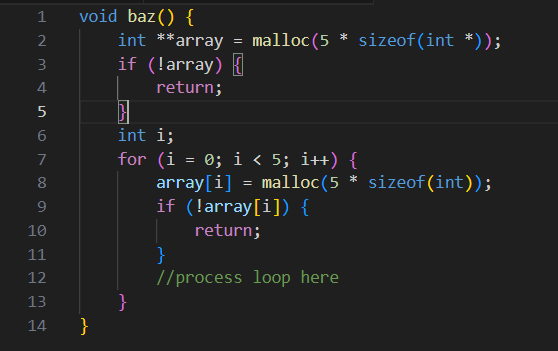 1 void baz() {
2     int **array = malloc(5 * sizeof(int *));
3     if (!array) {
4         return;
5     }
6     int i;
7     for (i = 0; i < 5; i++) {
8         array[i] = malloc(5 * sizeof(int));
9         if (!array[i]) {
10             return;
11         }
12         //process loop here
13     }
14 }